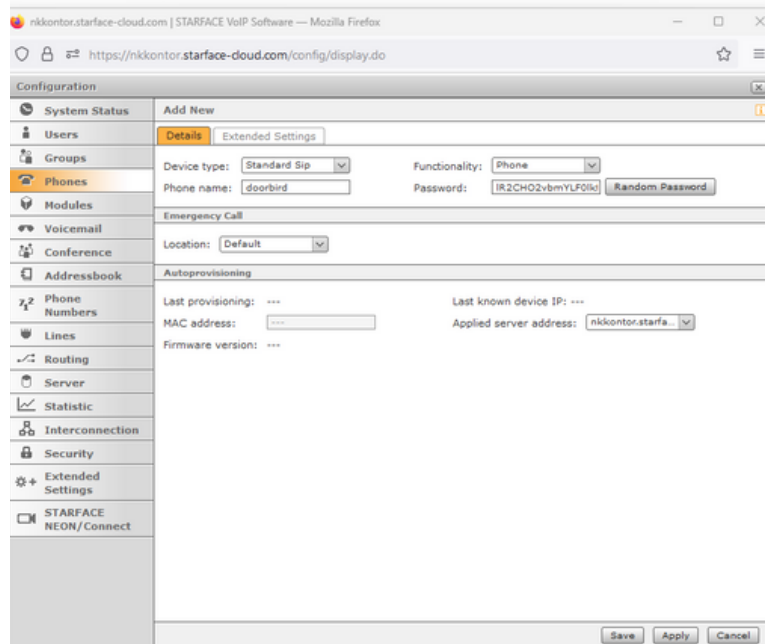 nkkontor.starface-cloud.com | STARFACE VoIP Software — Mozilla Firefox
https://nkkontor.starface-cloud.com/config/display.do
Configuration
System Status
Users
Groups
Phones
Modules
Voicemail
Conference
Addressbook
Phone
Numbers
Lines
Routing
Server
Statistic
Interconnection
Security
Extended
Settings
STARFACE
NEON/Connect
Add New
Details Extended Settings
Device type: Standard Sip Functionality: Phone
Phone name: doorbird Password: Random Password
Emergency Call
Location: Default
Autoprovisioning
Last provisioning: --- Last known device IP: ---
MAC address: --- Applied server address: nkkontor.starfa...
Firmware version: ---
Save Apply Cancel